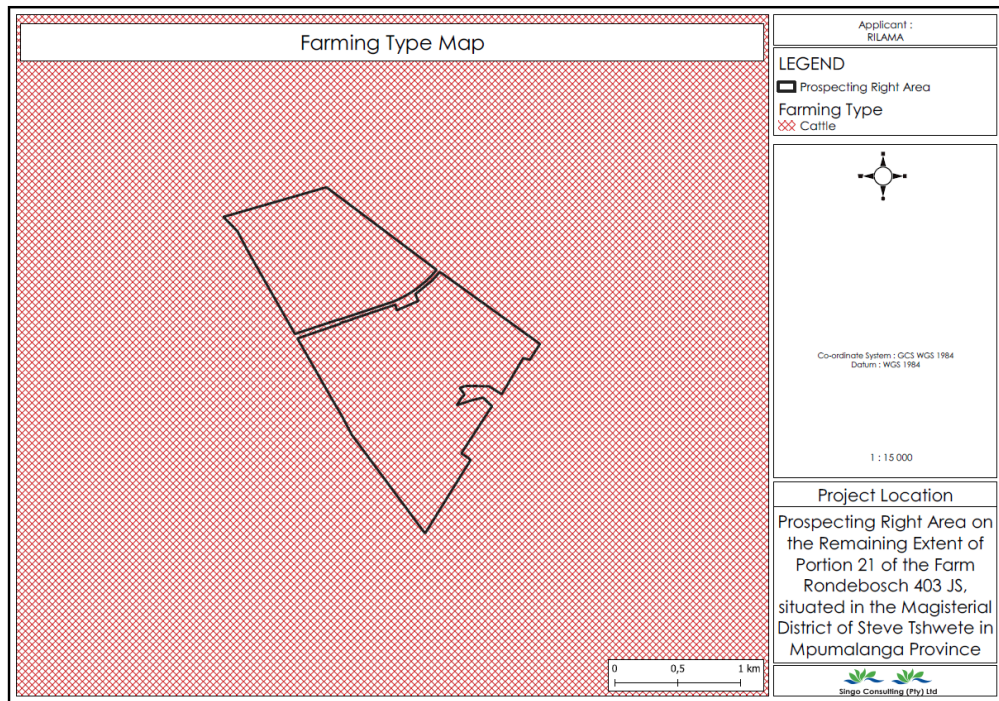 Farming Type Map
Applicant :
RILAMA
LEGEND
Prospecting Right Area
Farming Type
Cattle
Co-ordinate System : GCS WGS 1984
Datum : WGS 1984
1 : 15 000
Project Location
Prospecting Right Area on
the Remaining Extent of
Portion 21 of the Farm
Rondebosch 403 JS,
situated in the Magisterial
District of Steve Tshwete in
Mpumalanga Province
0 0,5 1 km
Singo Consulting (Pty) Ltd